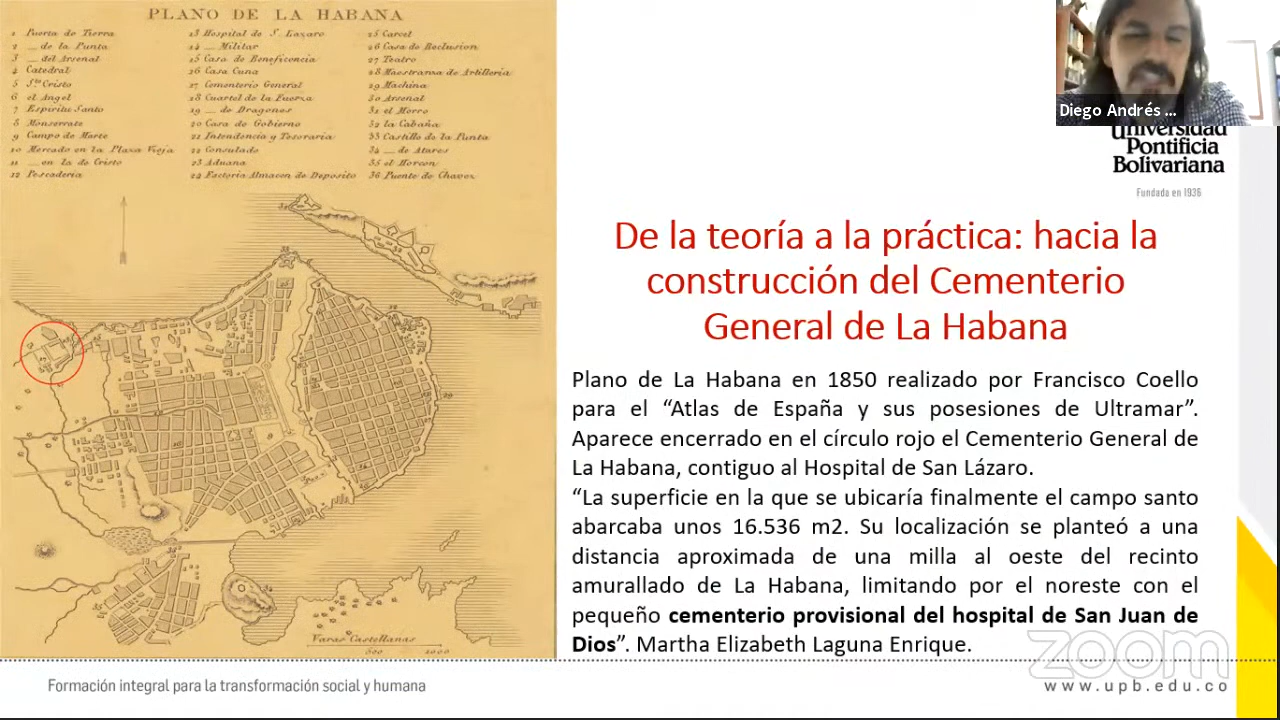 PLANO DE LA HABANA
1 Puerta de Tierra
2 _ de la Punta
3 _ del Arsenal
4 Catedral
5 Sto. Cristo
6 el Angel
7 Espiritu Santo
8 Monserrate
9 Campo de Marte
10 Mercado en la Plaza Vieja
11 _ en la de Cristo
12 Pescaderia
13 Hospital de S. Lazaro
14 _ Militar
15 Casa de Beneficencia
16 Casa Cuna
17 Cementerio General
18 Cuartel de la Fuerza
19 _ de Dragones
20 Casa de Gobierno
21 Intendencia y Tesoraria
22 Consulado
23 Aduana
24 Factoria Almacen de Deposito
25 Carcel
26 Casa de Reclusion
27 Teatro
28 Maestranza de Artilleria
29 Machina
30 Arsenal
31 el Morro
32 la Cabaña
33 Castillo de la Punta
34 _ de Atares
35 el Horcon
36 Puente de Chavez
Varas Castellanas
500 1000
Diego Andrés ...
Universidad
Pontificia
Bolivariana
Fundada en 1936
De la teoría a la práctica: hacia la
construcción del Cementerio
General de La Habana
Plano de La Habana en 1850 realizado por Francisco Coello
para el “Atlas de España y sus posesiones de Ultramar”.
Aparece encerrado en el círculo rojo el Cementerio General de
La Habana, contiguo al Hospital de San Lázaro.
“La superficie en la que se ubicaría finalmente el campo santo
abarcaba unos 16.536 m2. Su localización se planteó a una
distancia aproximada de una milla al oeste del recinto
amurallado de La Habana, limitando por el noreste con el
pequeño cementerio provisional del hospital de San Juan de
Dios”. Martha Elizabeth Laguna Enrique.
zoom
Formación integral para la transformación social y humana
www.upb.edu.co